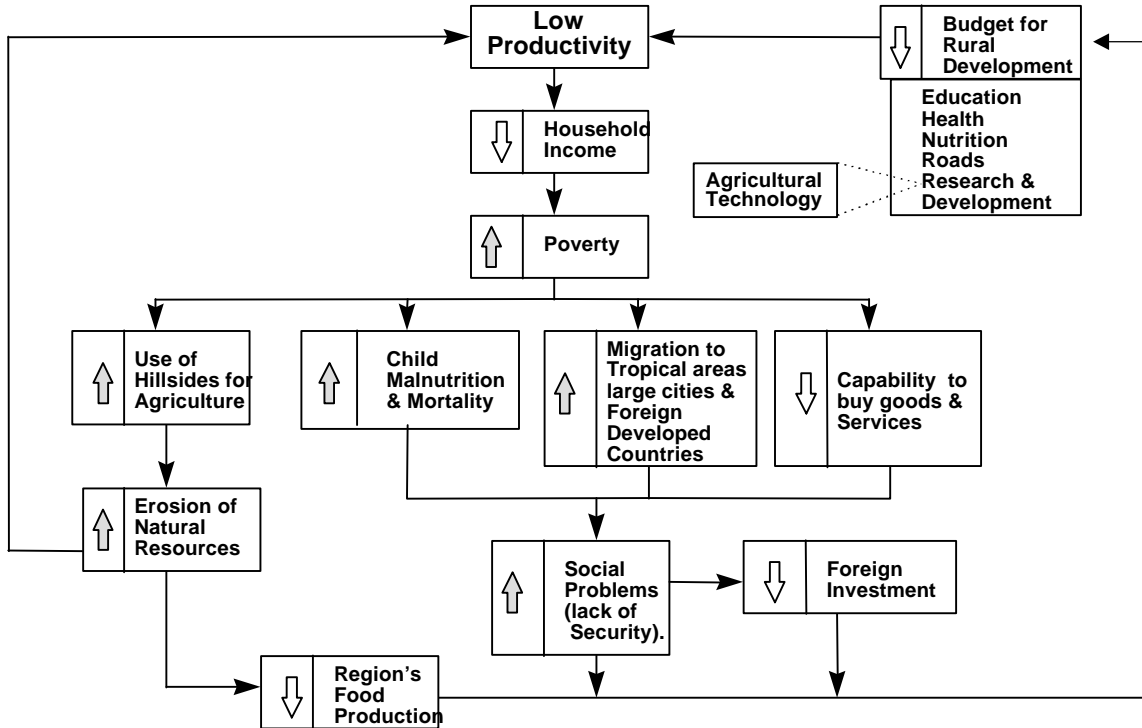 Low
Productivity
Budget for
Rural
Development
Education
Health
Nutrition
Roads
Research &
Development
Agricultural
Technology
Household
Income
Poverty
Use of
Hillsides for
Agriculture
Child
Malnutrition
& Mortality
Migration to
Tropical areas
large cities &
Foreign
Developed
Countries
Capability to
buy goods &
Services
Erosion of
Natural
Resources
Social
Problems
(lack of
Security).
Foreign
Investment
Region's
Food
Production